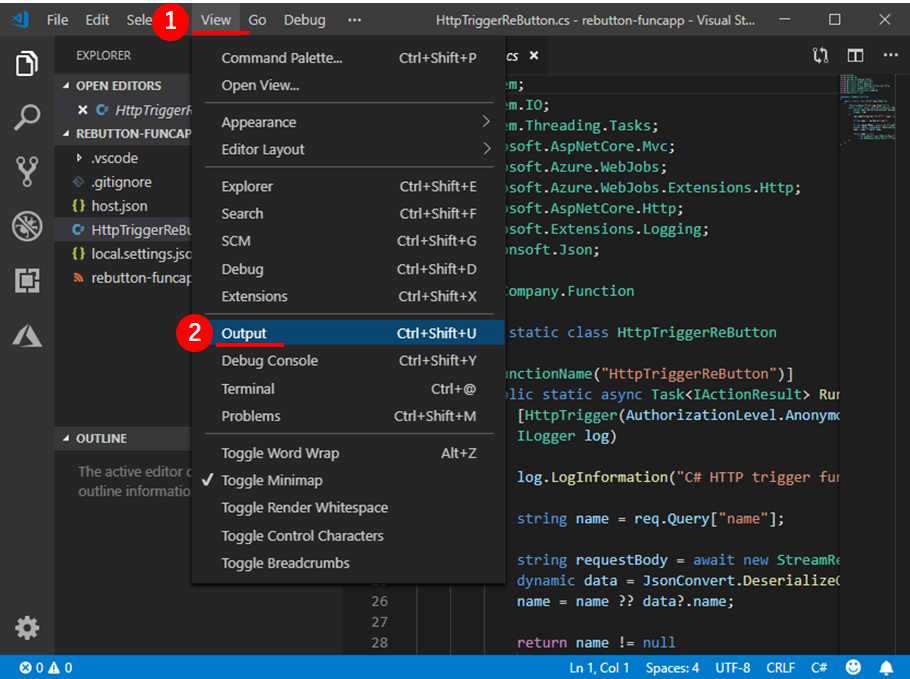 File Edit Sele 1 View Go Debug ··· HttpTriggerReButton.cs - rebutton-funcapp - Visual St...
EXPLORER
OPEN EDITORS
HttpTriggerR
REBUTTON-FUNCAP
.vscode
.gitignore
host.json
HttpTriggerReBu
local.settings.jso
rebutton-funcap
OUTLINE
The active editor c
outline informatio
Command Palette... Ctrl+Shift+P
Open View...
Appearance
Editor Layout
Explorer Ctrl+Shift+E
Search Ctrl+Shift+F
SCM Ctrl+Shift+G
Debug Ctrl+Shift+D
Extensions Ctrl+Shift+X
2 Output Ctrl+Shift+U
Debug Console Ctrl+Shift+Y
Terminal Ctrl+@
Problems Ctrl+Shift+M
Toggle Word Wrap Alt+Z
Toggle Minimap
Toggle Render Whitespace
Toggle Control Characters
Toggle Breadcrumbs
cs
em;
em.IO;
em.Threading.Tasks;
osoft.AspNetCore.Mvc;
osoft.Azure.WebJobs;
osoft.Azure.WebJobs.Extensions.Http;
osoft.AspNetCore.Http;
osoft.Extensions.Logging;
onsoft.Json;
Company.Function
static class HttpTriggerReButton
unctionName("HttpTriggerReButton")]
blic static async Task<IActionResult> Run
[HttpTrigger(AuthorizationLevel.Anonymo
ILogger log)
log.LogInformation("C# HTTP trigger fun
string name = req.Query["name"];
string requestBody = await new StreamRe
dynamic data = JsonConvert.DeserializeO
26 name = name ?? data?.name;
27
28 return name != null
0 0 Ln 1, Col 1 Spaces: 4 UTF-8 CRLF C#